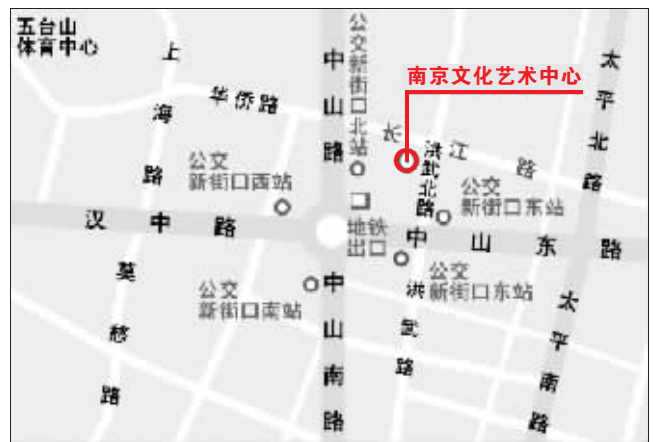 五台山
体育中心
上海路
华侨路
中山路
公交新街口北站
南京文化艺术中心
太平北路
长江路
洪武北路
公交
新街口西站
公交
新街口东站
汉中路
地铁
出口
中山东路
莫愁路
公交
新街口南站
中山南路
公交
新街口东站
洪武路
太平南路